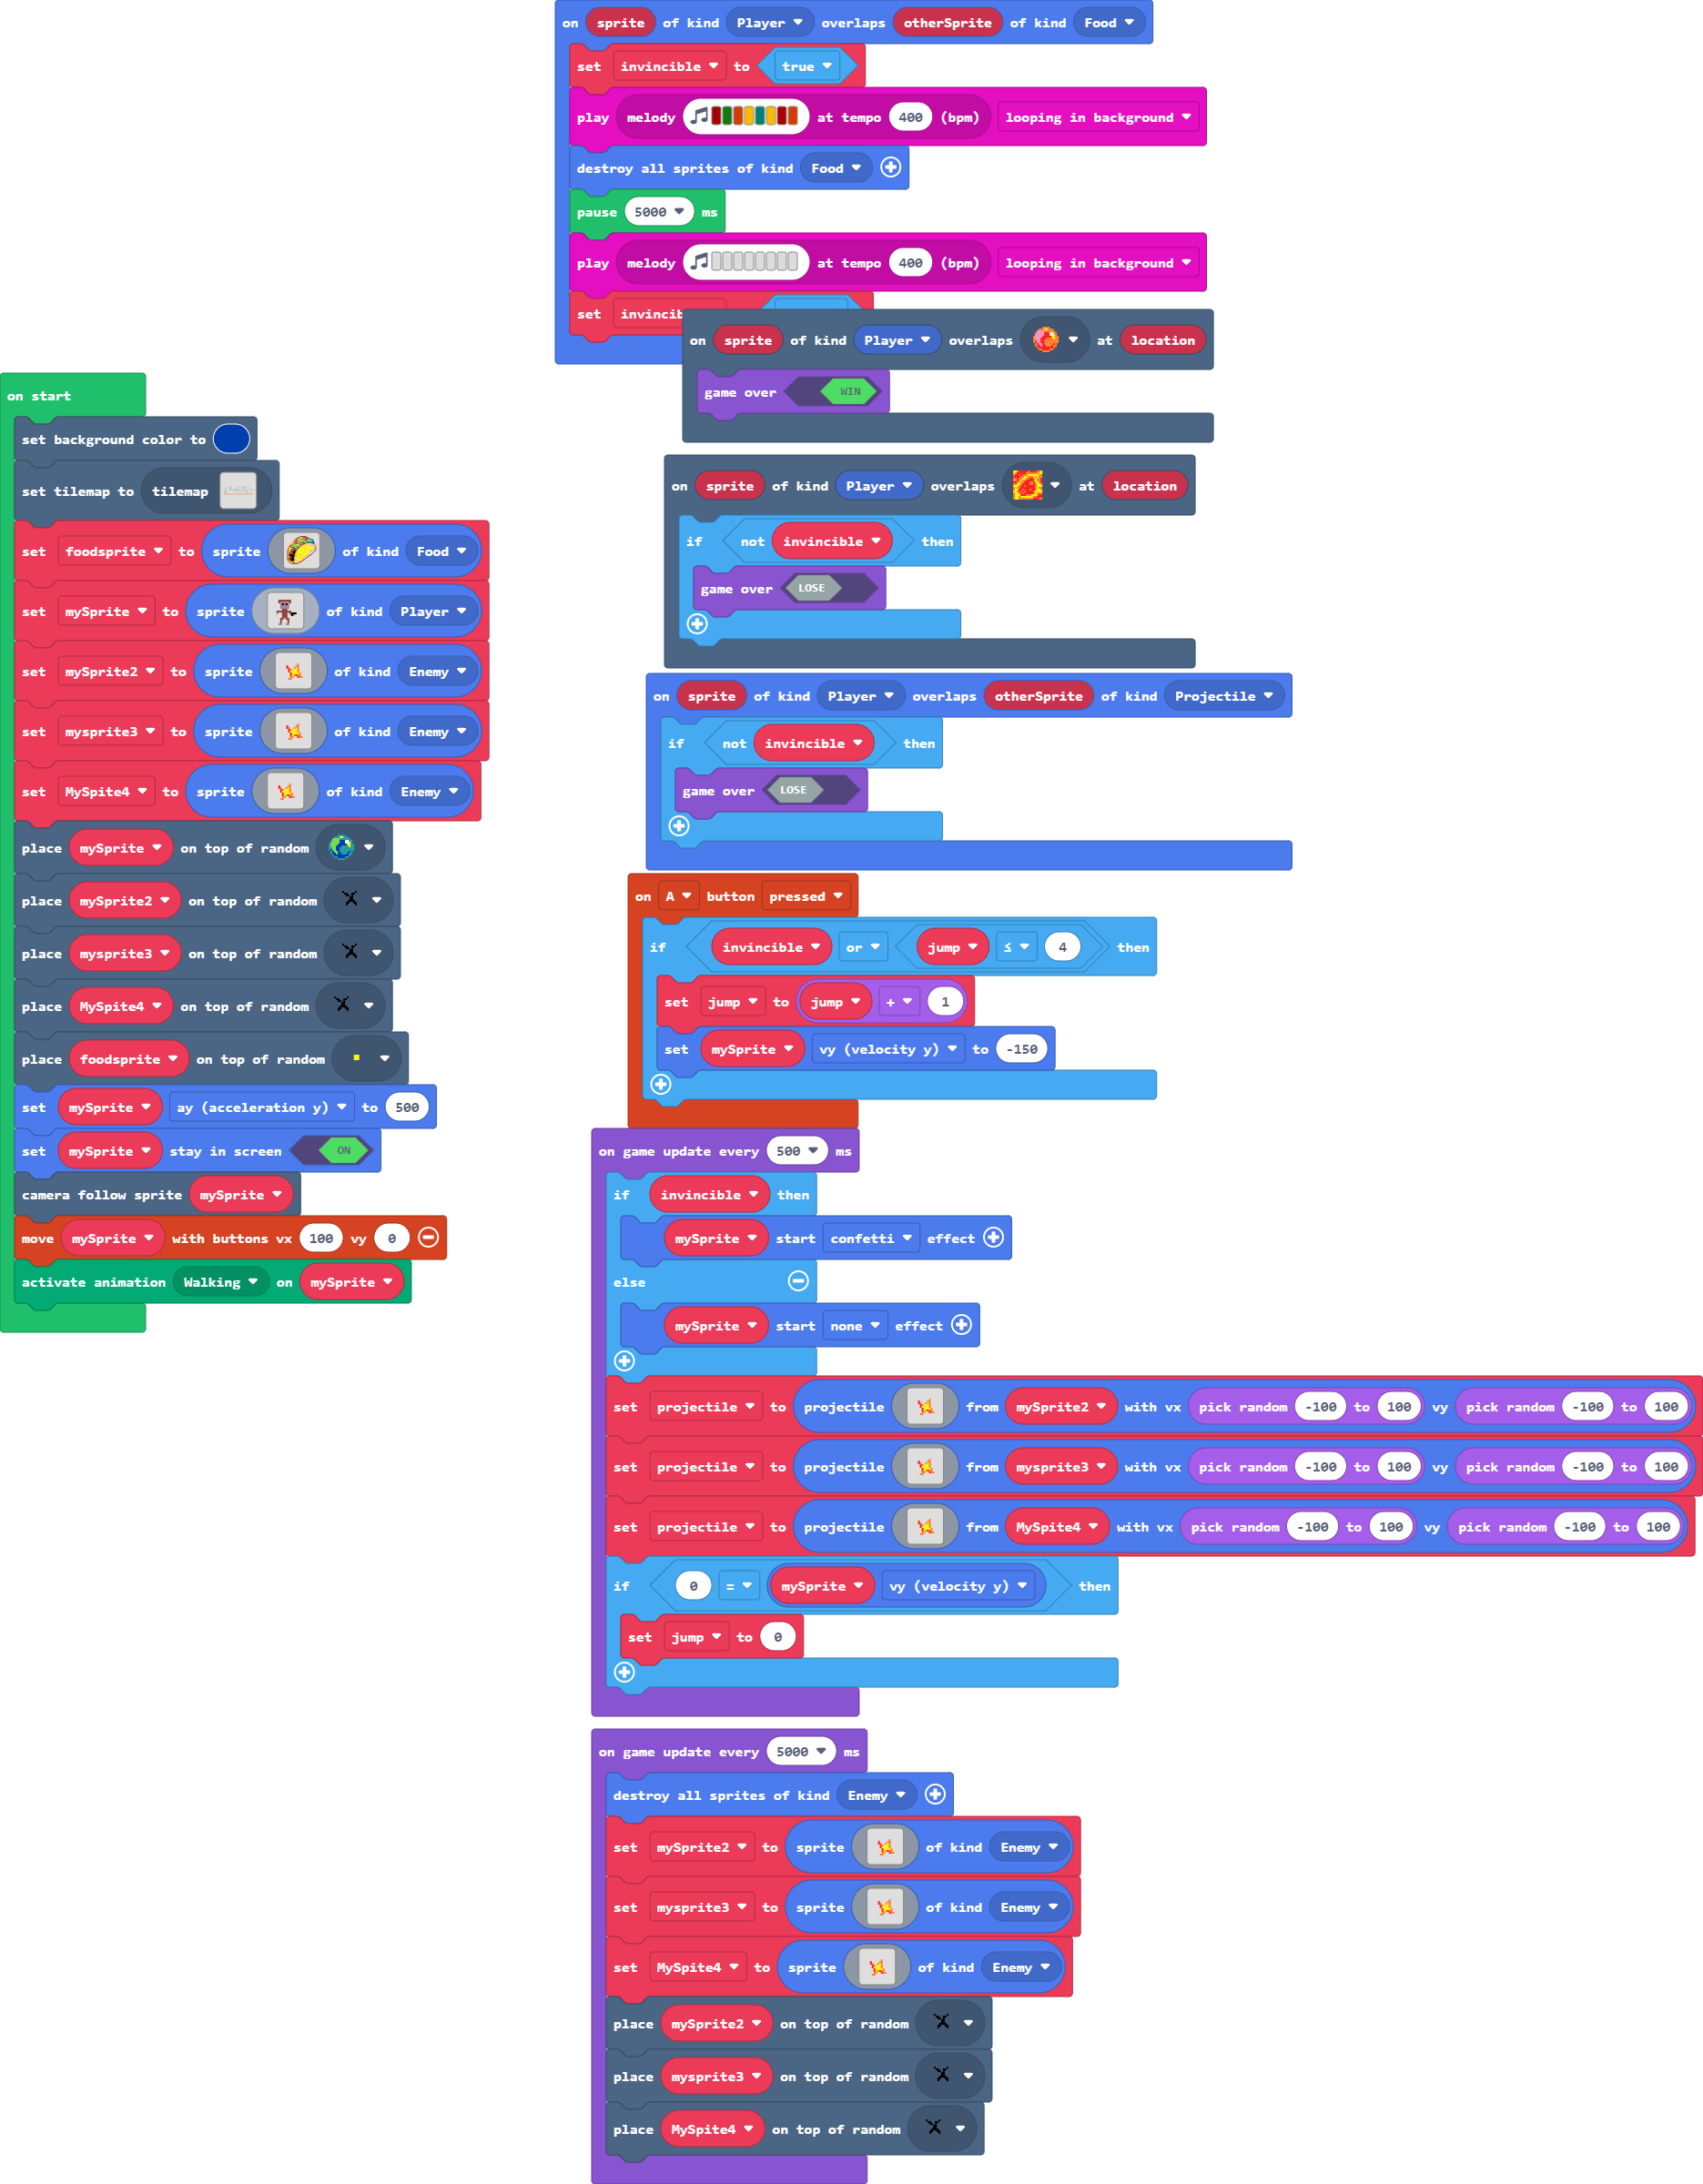 on start
set background color to
set tilemap to tilemap
set foodsprite to sprite of kind Food
set mySprite to sprite of kind Player
set mySprite2 to sprite of kind Enemy
set mysprite3 to sprite of kind Enemy
set MySpite4 to sprite of kind Enemy
place mySprite on top of random
place mySprite2 on top of random
place mysprite3 on top of random
place MySpite4 on top of random
place foodsprite on top of random
set mySprite ay (acceleration y) to 500
set mySprite stay in screen ON
camera follow sprite mySprite
move mySprite with buttons vx 100 vy 0
activate animation Walking on mySprite
on sprite of kind Player overlaps otherSprite of kind Food
set invincible to true
play melody at tempo 400 (bpm) looping in background
destroy all sprites of kind Food
pause 5000 ms
play melody at tempo 400 (bpm) looping in background
set
on sprite of kind Player overlaps at location
game over WIN
on sprite of kind Player overlaps at location
if not invincible then
game over LOSE
on sprite of kind Player overlaps otherSprite of kind Projectile
if not invincible then
game over LOSE
on A button pressed
if invincible or jump ≤ 4 then
set jump to jump + 1
set mySprite vy (velocity y) to -150
on game update every 500 ms
if invincible then
mySprite start confetti effect
else
mySprite start none effect
set projectile to projectile from mySprite2 with vx pick random -100 to 100 vy pick random -100 to 100
set projectile to projectile from mysprite3 with vx pick random -100 to 100 vy pick random -100 to 100
set projectile to projectile from MySpite4 with vx pick random -100 to 100 vy pick random -100 to 100
if 0 = mySprite vy (velocity y) then
set jump to 0
on game update every 5000 ms
destroy all sprites of kind Enemy
set mySprite2 to sprite of kind Enemy
set mysprite3 to sprite of kind Enemy
set MySpite4 to sprite of kind Enemy
place mySprite2 on top of random
place mysprite3 on top of random
place MySpite4 on top of random